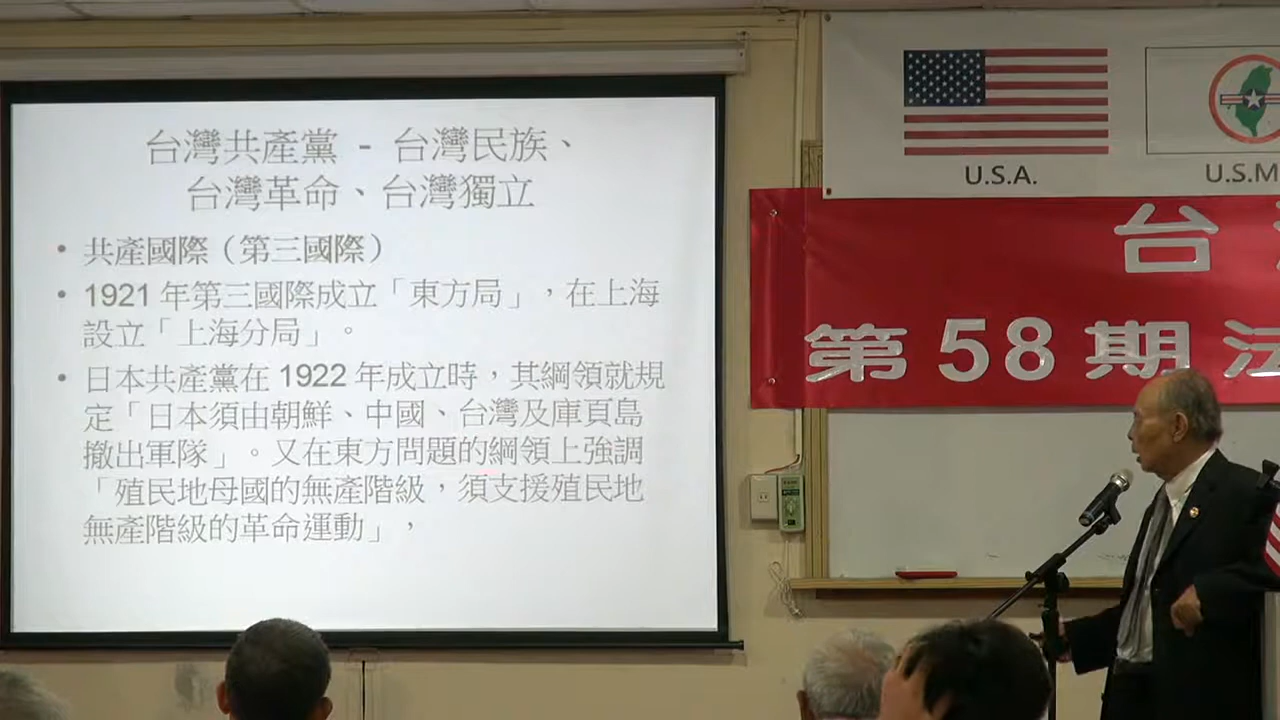 台灣共產黨 - 台灣民族、
台灣革命、台灣獨立
• 共產國際（第三國際）
• 1921 年第三國際成立「東方局」，在上海
設立「上海分局」。
• 日本共產黨在 1922 年成立時，其綱領就規
定「日本須由朝鮮、中國、台灣及庫頁島
撤出軍隊」。又在東方問題的綱領上強調
「殖民地母國的無產階級，須支援殖民地
無產階級的革命運動」，
U.S.A.
U.S.M
台
第 58 期 法